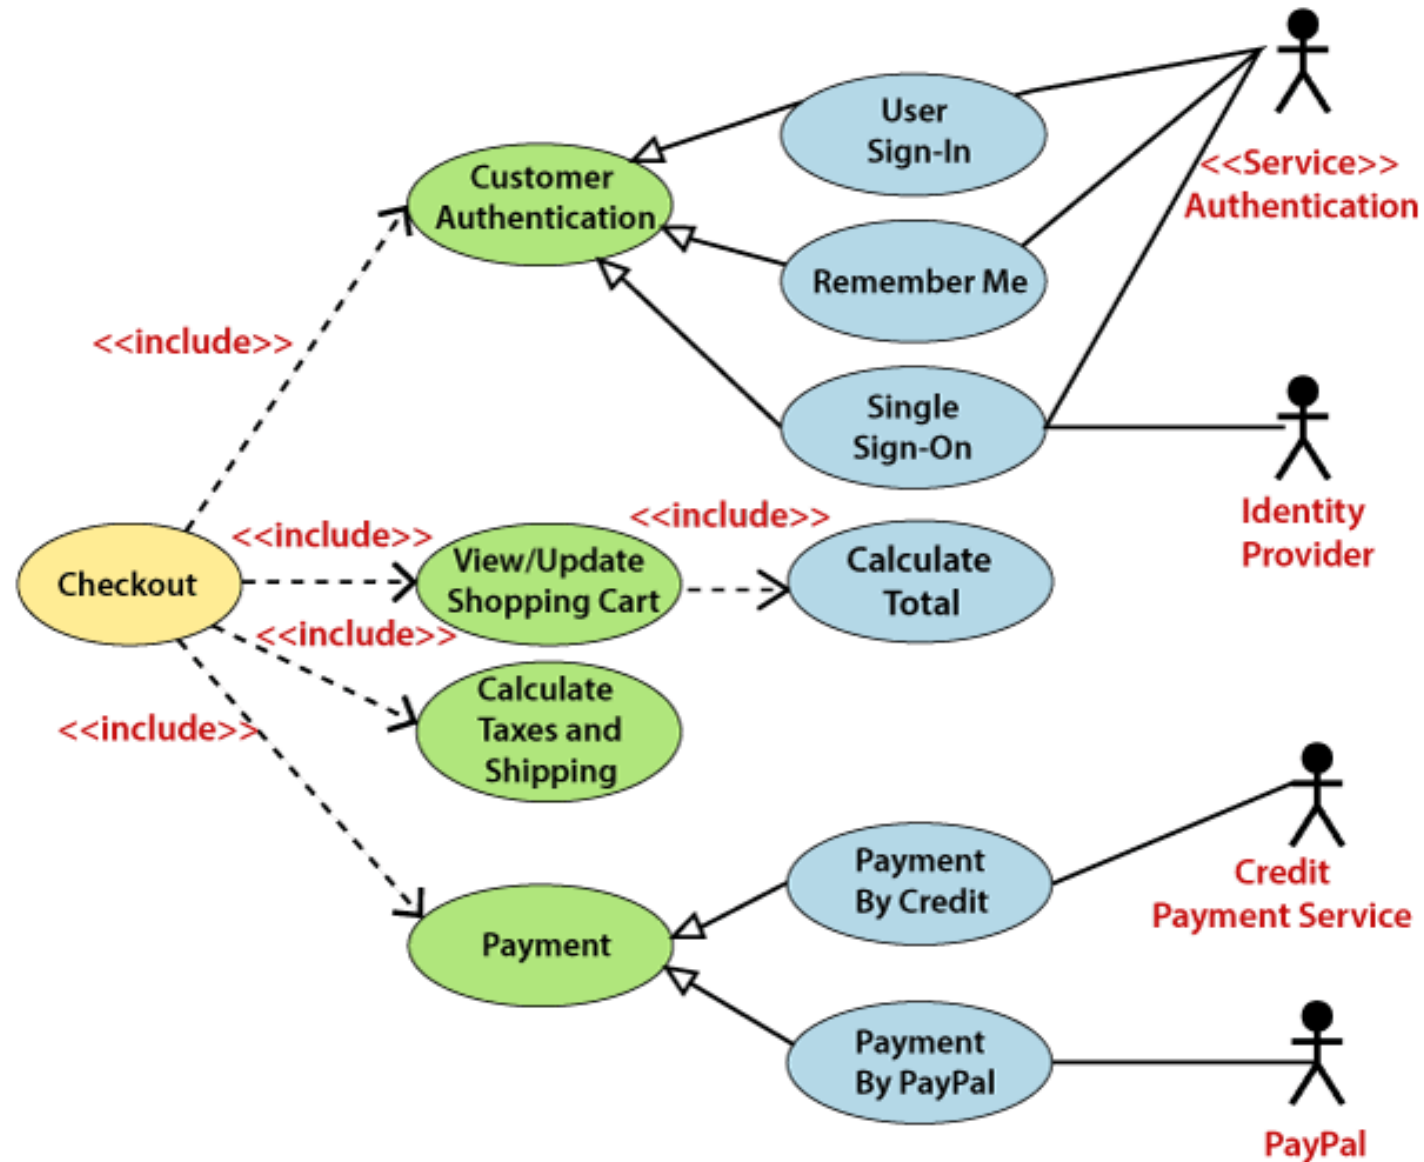 User
Sign-In
<<Service>>
Authentication
Customer
Authentication
Remember Me
<<include>>
Single
Sign-On
Identity
Provider
<<include>>
<<include>>
Checkout
View/Update
Shopping Cart
Calculate
Total
<<include>>
Calculate
Taxes and
Shipping
<<include>>
Payment
By Credit
Credit
Payment Service
Payment
Payment
By PayPal
PayPal